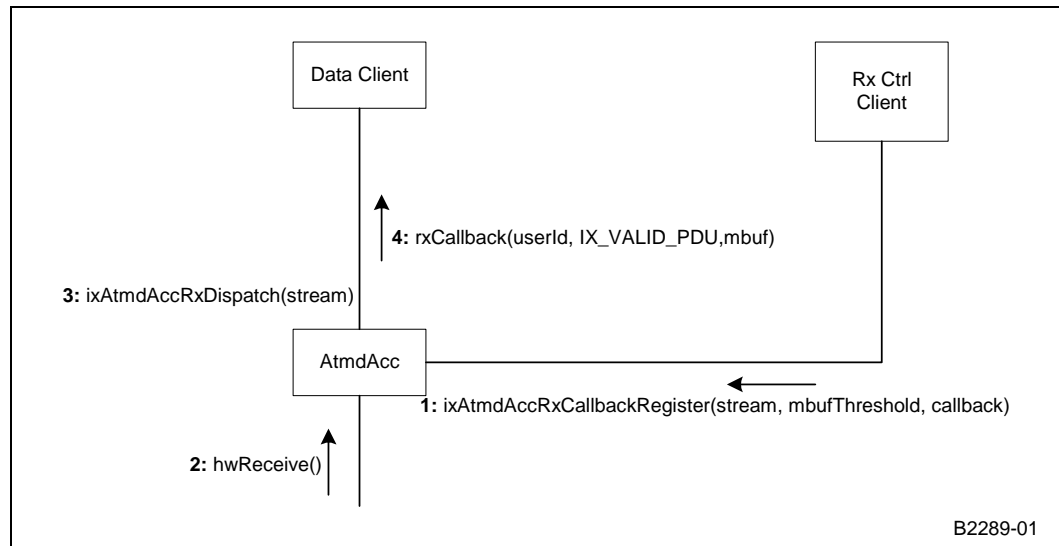 Data Client
Rx Ctrl
Client
4: rxCallback(userId, IX_VALID_PDU,mbuf)
3: ixAtmdAccRxDispatch(stream)
AtmdAcc
1: ixAtmdAccRxCallbackRegister(stream, mbufThreshold, callback)
2: hwReceive()
B2289-01